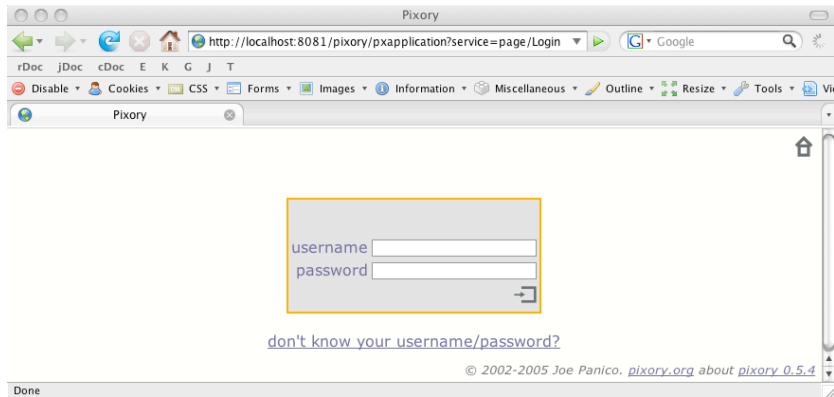 Pixory
http://localhost:8081/pixory/pxapplication?service=page/Login
G Google
rDoc jDoc cDoc E K G J T
Disable Cookies CSS Forms Images Information Miscellaneous Outline Resize Tools Vi
Pixory
username
password
don't know your username/password?
© 2002-2005 Joe Panico. pixory.org about pixory 0.5.4
Done